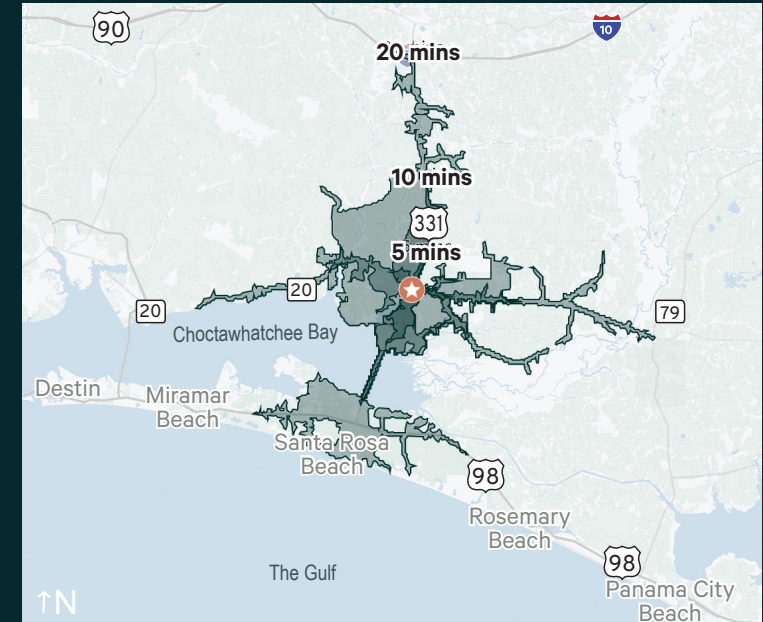 90
10
20 mins
10 mins
331
5 mins
20
20
79
Choctawhatchee Bay
Destin
Miramar
Beach
Santa Rosa
Beach
98
Rosemary
Beach
98
The Gulf
Panama City
Beach
↑N